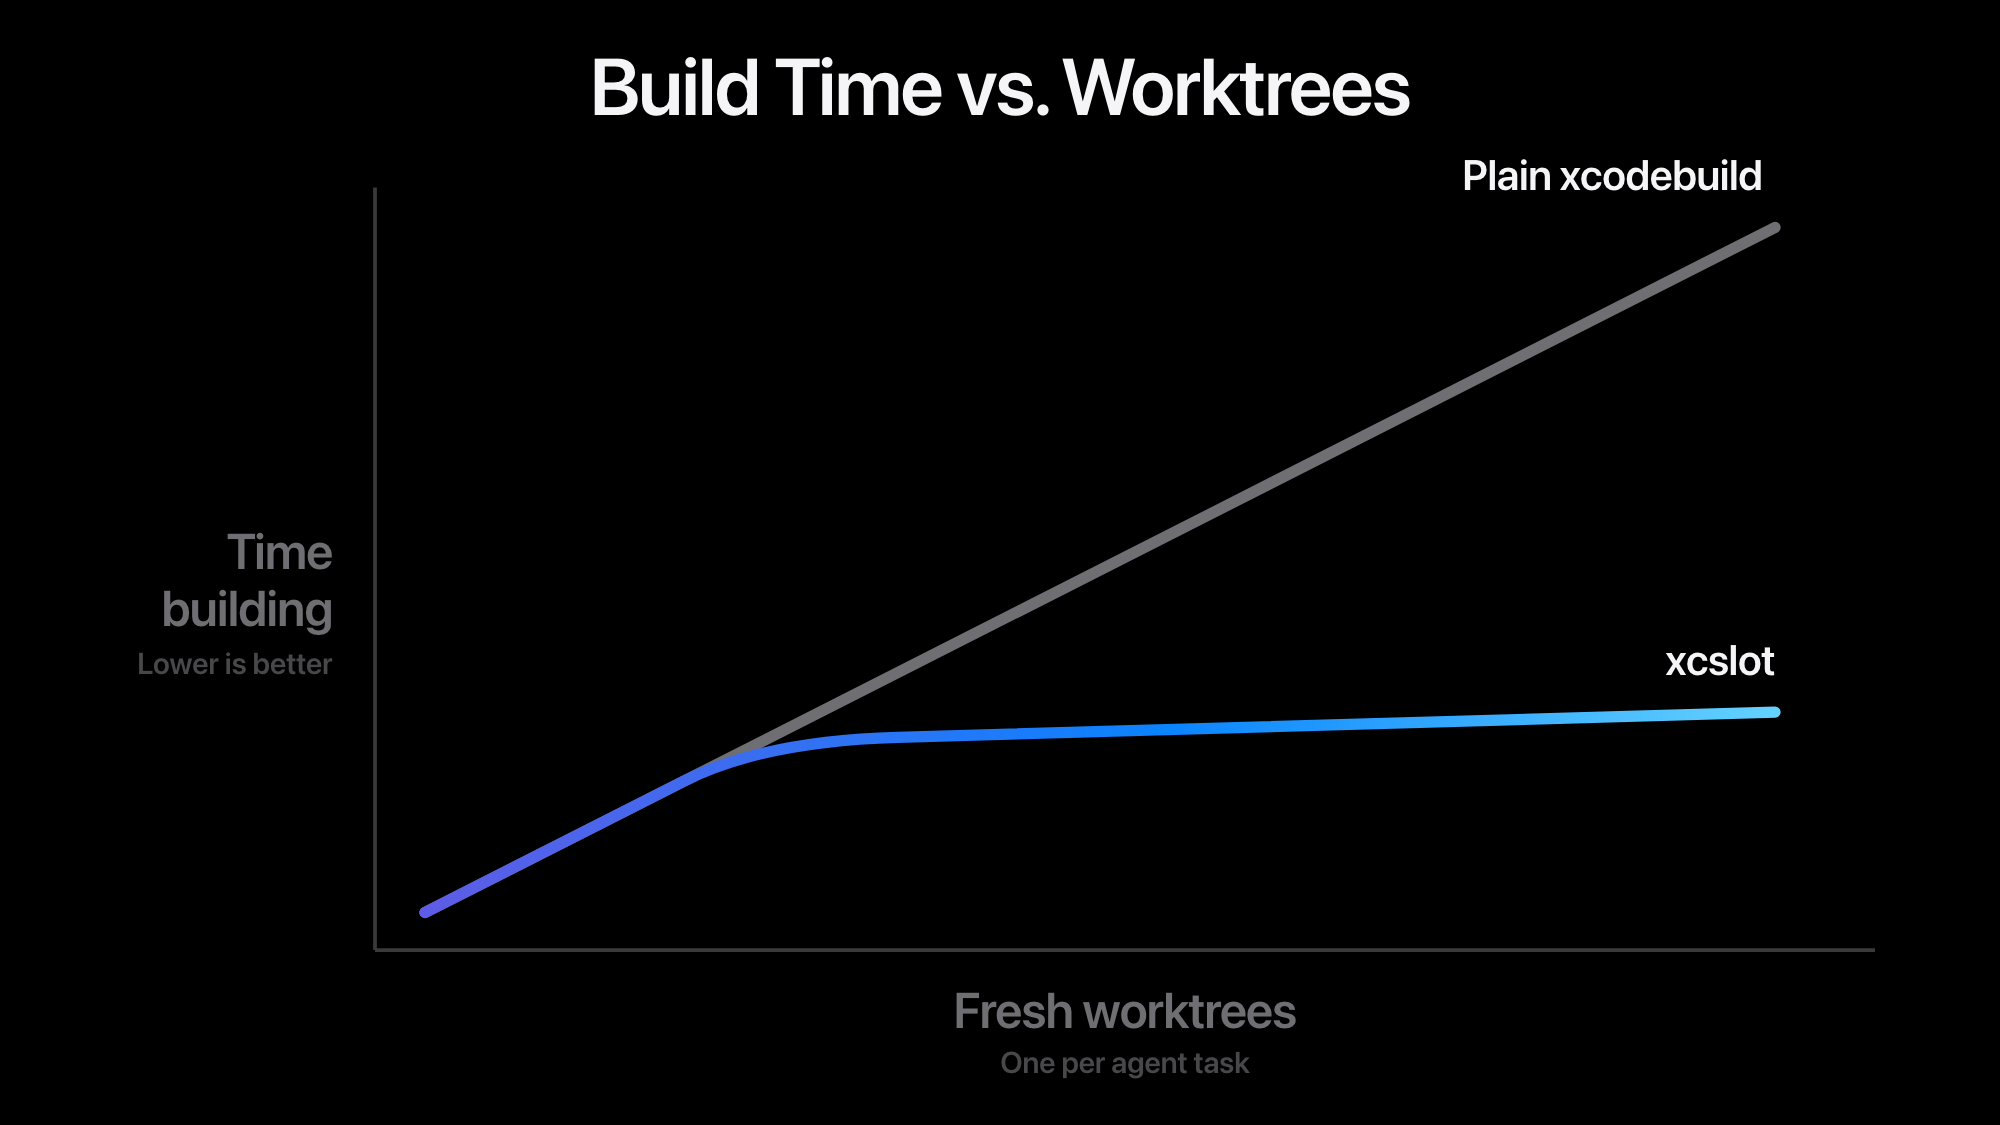 Build Time vs. Worktrees
Plain xcodebuild
Time
building
Lower is better
xcslot
Fresh worktrees
One per agent task